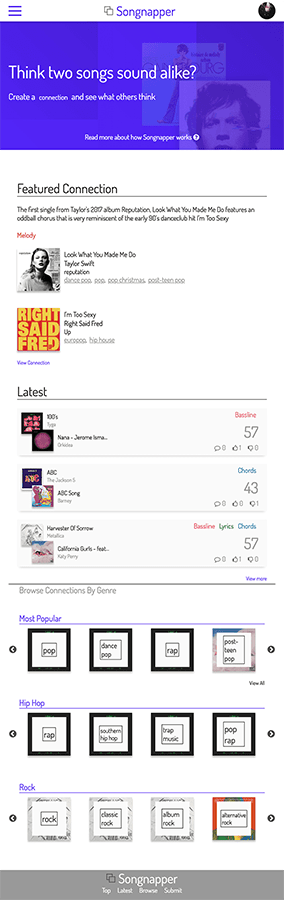 Songnapper
Think two songs sound alike?
Create a connection and see what others think
Read more about how Songnapper works
Featured Connection
The first single from Taylor's 2017 album Reputation, Look What You Made Me Do features an
oddball chorus that is very reminiscent of the early 90's danceclub hit I'm Too Sexy
Melody
Look What You Made Me Do
Taylor Swift
reputation
dance pop, pop, pop christmas, post-teen pop
RIGHT
SAID
FRED
I'm Too Sexy
Right Said Fred
Up
europop, hip house
View Connection
Latest
100's
Tyga
Bassline
Nana - Jerome Isma...
57
0 1 0
ABC
The Jackson 5
Chords
ABC Song
Barney
43
0 1 0
Harvester Of Sorrow
Metallica
Bassline Lyrics Chords
California Gurls - feat...
Katy Perry
57
0 1 0
View more
Browse Connections By Genre
Most Popular
pop
dance pop
rap
post-teen pop
View All
Hip Hop
rap
southern hip hop
trap music
pop rap
Rock
rock
classic rock
album rock
alternative rock
Songnapper
Top Latest Browse Submit